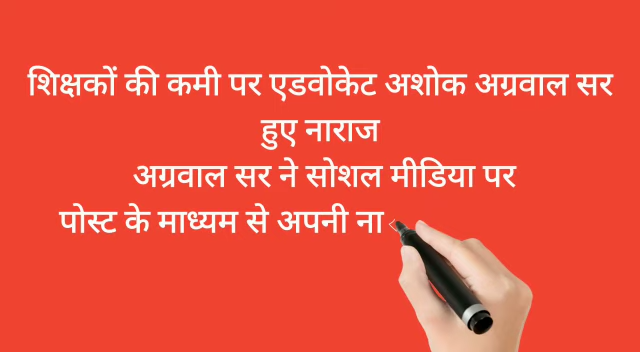 शिक्षकों की कमी पर एडवोकेट अशोक अग्रवाल सर
हुए नाराज
अग्रवाल सर ने सोशल मीडिया पर
पोस्ट के माध्यम से अपनी ना